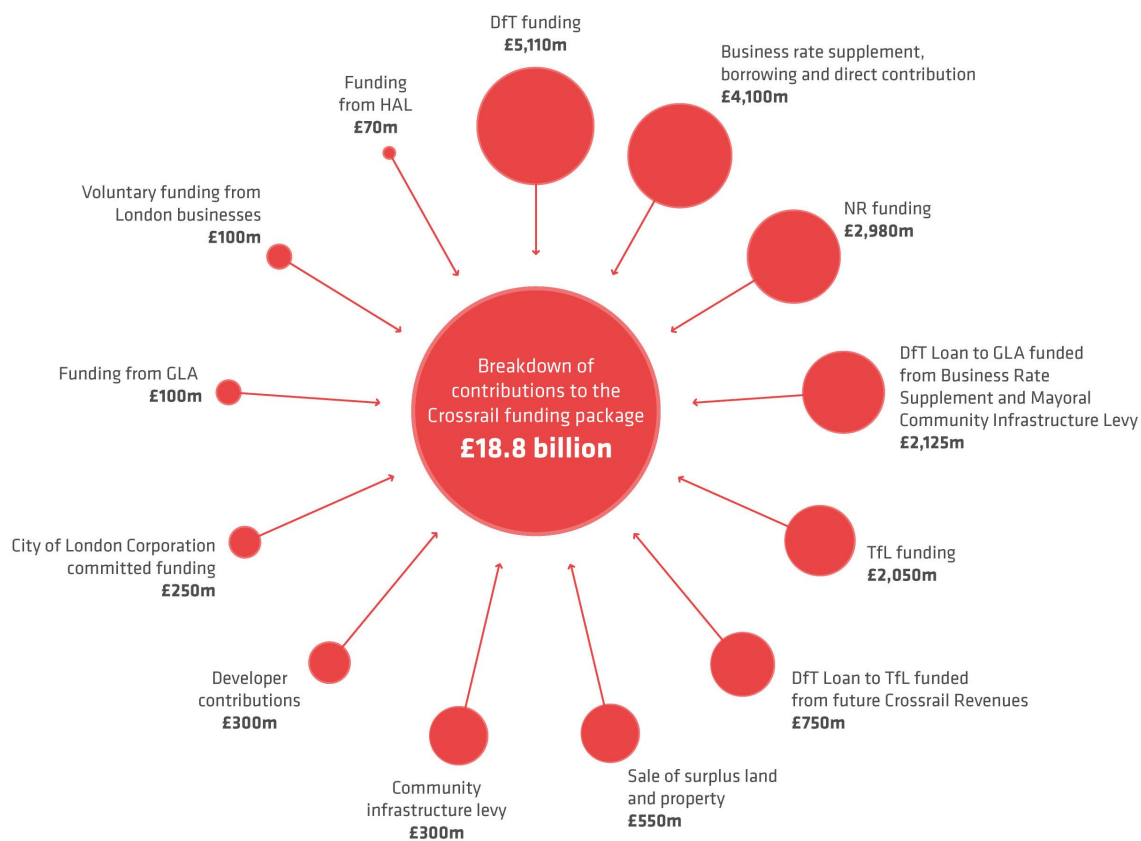 DfT funding
£5,110m
Business rate supplement,
borrowing and direct contribution
£4,100m
NR funding
£2,980m
DfT Loan to GLA funded
from Business Rate
Supplement and Mayoral
Community Infrastructure Levy
£2,125m
TfL funding
£2,050m
DfT Loan to TfL funded
from future Crossrail Revenues
£750m
Sale of surplus land
and property
£550m
Community
infrastructure levy
£300m
Developer
contributions
£300m
City of London Corporation
committed funding
£250m
Funding from GLA
£100m
Voluntary funding from
London businesses
£100m
Funding
from HAL
£70m
Breakdown of
contributions to the
Crossrail funding package
£18.8 billion